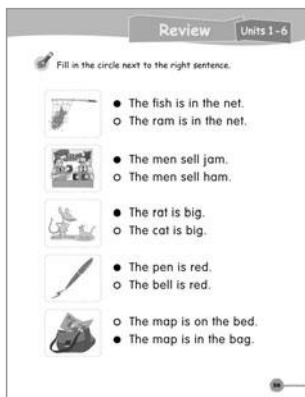 Review
Units 1-6
Fill in the circle next to the right sentence.
The fish is in the net.
The ram is in the net.
The men sell jam.
The men sell ham.
The rat is big.
The cat is big.
The pen is red.
The bell is red.
The map is on the bed.
The map is in the bag.